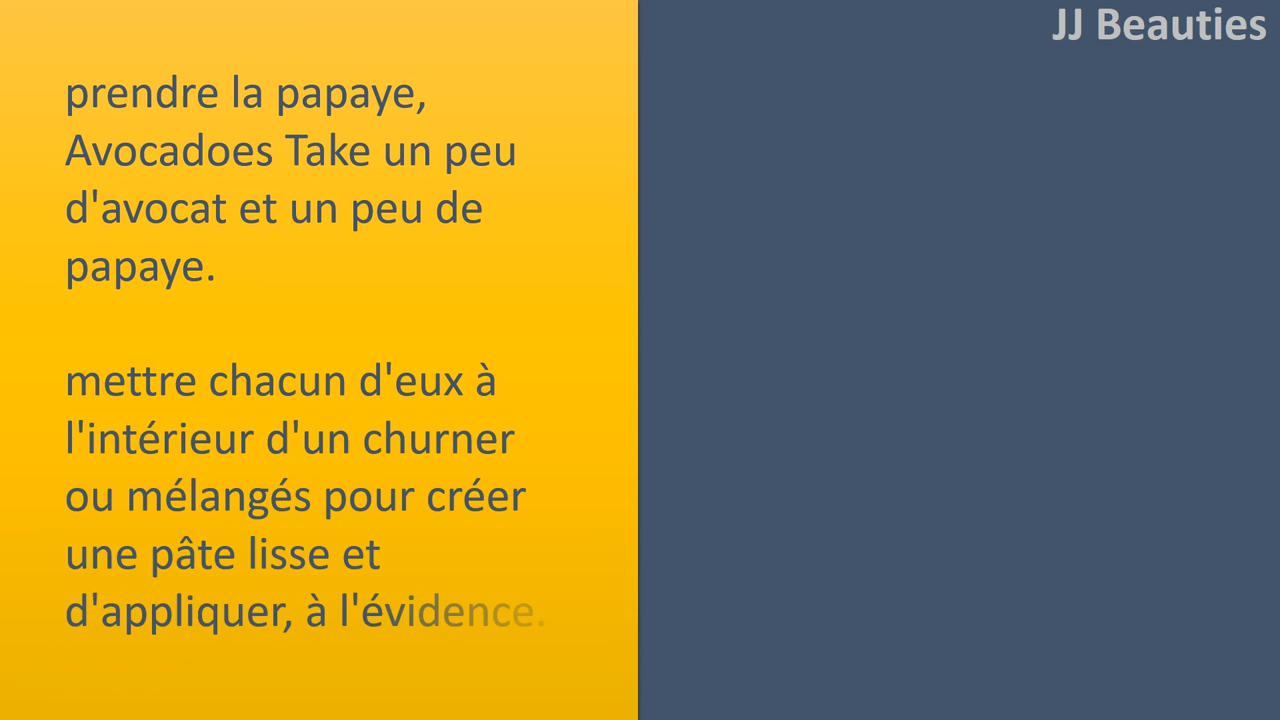 JJ Beauties
prendre la papaye,
Avocadoes Take un peu
d'avocat et un peu de
papaye.
mettre chacun d'eux à
l'intérieur d'un churner
ou mélangés pour créer
une pâte lisse et
d'appliquer, à l'évidence.